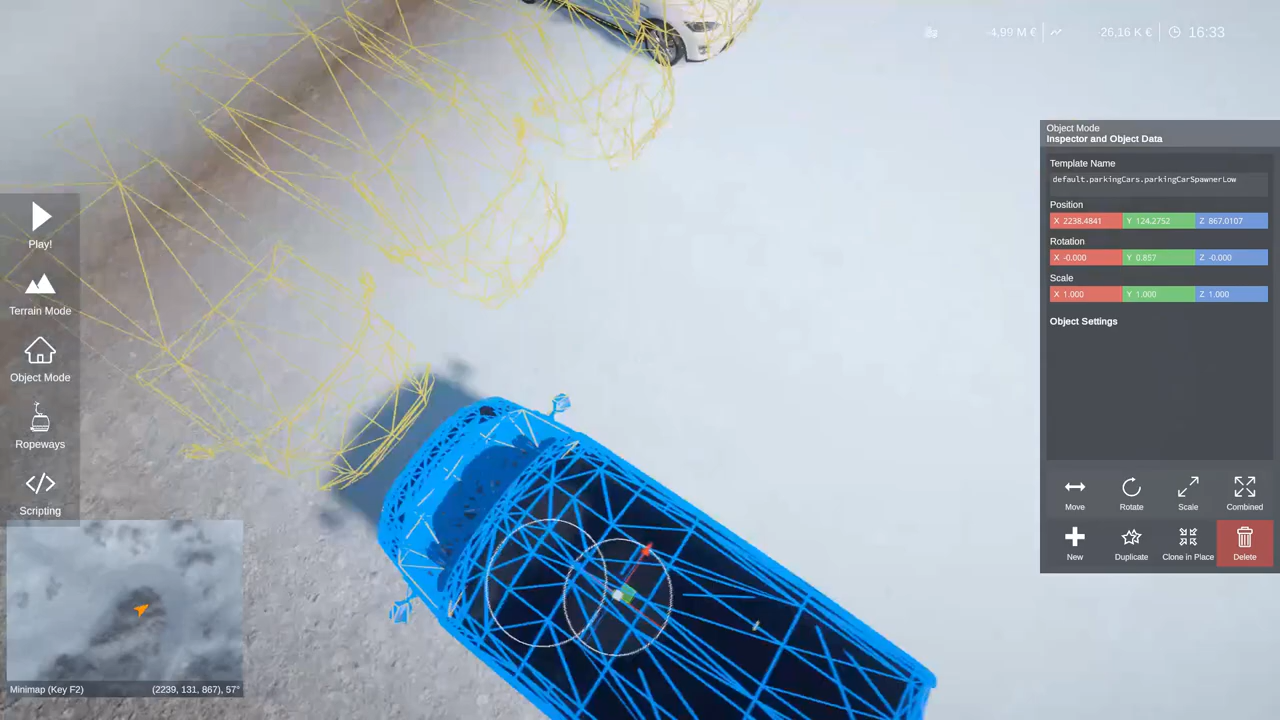 -4,99 M €
26,16 K €
16:33
Object Mode
Inspector and Object Data
Template Name
default.parkingCars.parkingCarSpawnerLow
Position
X 2238.4841 Y 124.2752 Z 867.0107
Rotation
X -0.000 Y 0.857 Z -0.000
Scale
X 1.000 Y 1.000 Z 1.000
Object Settings
Move Rotate Scale Combined
New Duplicate Clone in Place Delete
Play!
Terrain Mode
Object Mode
Ropeways
Scripting
Minimap (Key F2) (2239, 131, 867), 57°